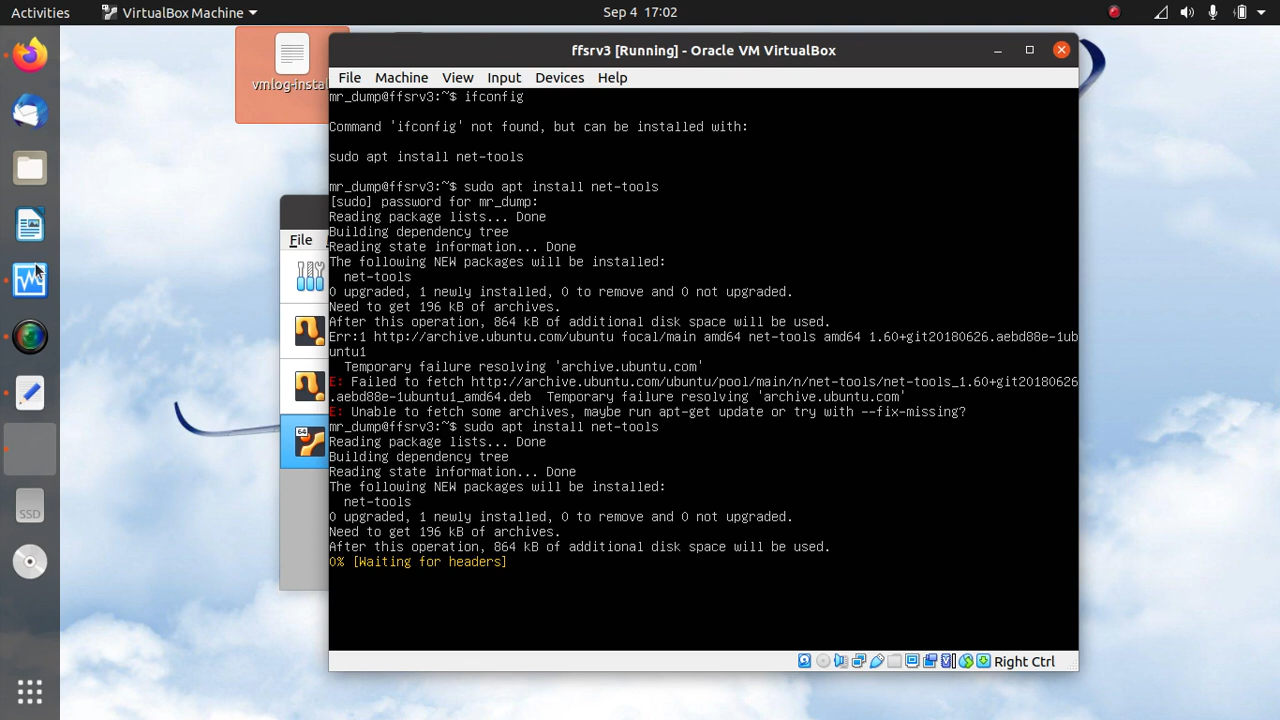 Activities
VirtualBox Machine
Sep 4 17:02
vmlog-instal
ffsrv3 [Running] - Oracle VM VirtualBox
File Machine View Input Devices Help
File
64
SSD
mr_dump@ffsrv3:~$ ifconfig
Command 'ifconfig' not found, but can be installed with:
sudo apt install net-tools
mr_dump@ffsrv3:~$ sudo apt install net-tools
[sudo] password for mr_dump:
Reading package lists... Done
Building dependency tree
Reading state information... Done
The following NEW packages will be installed:
  net-tools
0 upgraded, 1 newly installed, 0 to remove and 0 not upgraded.
Need to get 196 kB of archives.
After this operation, 864 kB of additional disk space will be used.
Err:1 http://archive.ubuntu.com/ubuntu focal/main amd64 net-tools amd64 1.60+git20180626.aebd88e-1ub
untu1
  Temporary failure resolving 'archive.ubuntu.com'
E: Failed to fetch http://archive.ubuntu.com/ubuntu/pool/main/n/net-tools/net-tools_1.60+git20180626
.aebd88e-1ubuntu1_amd64.deb  Temporary failure resolving 'archive.ubuntu.com'
E: Unable to fetch some archives, maybe run apt-get update or try with --fix-missing?
mr_dump@ffsrv3:~$ sudo apt install net-tools
Reading package lists... Done
Building dependency tree
Reading state information... Done
The following NEW packages will be installed:
  net-tools
0 upgraded, 1 newly installed, 0 to remove and 0 not upgraded.
Need to get 196 kB of archives.
After this operation, 864 kB of additional disk space will be used.
0% [Waiting for headers]
Right Ctrl